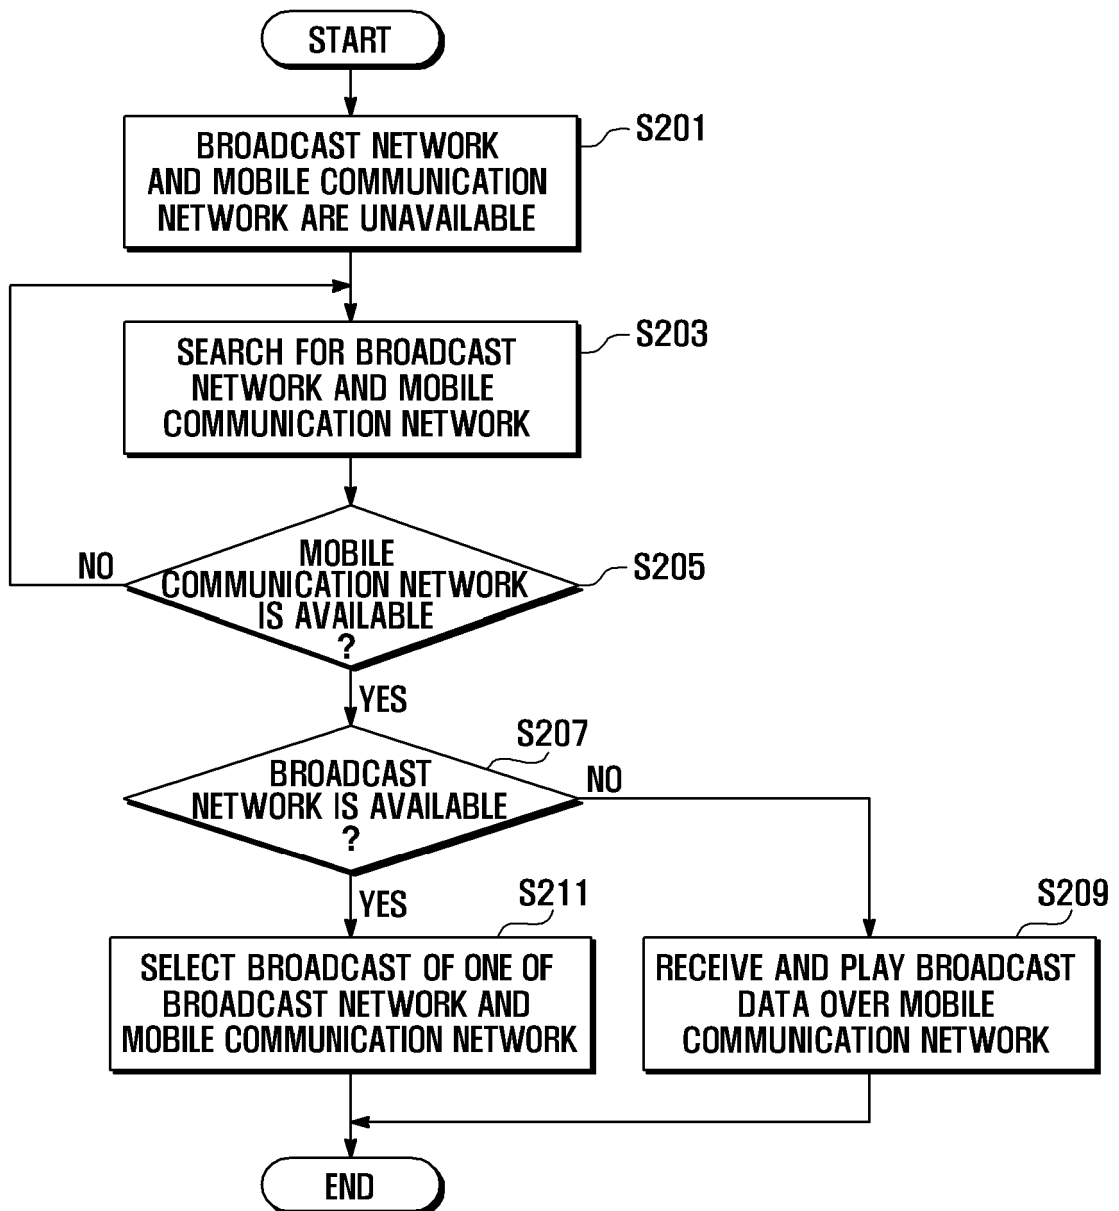 START
BROADCAST NETWORK
AND MOBILE COMMUNICATION
NETWORK ARE UNAVAILABLE
S201
SEARCH FOR BROADCAST
NETWORK AND MOBILE
COMMUNICATION NETWORK
S203
MOBILE
COMMUNICATION NETWORK
IS AVAILABLE
?
S205
NO
YES
BROADCAST
NETWORK IS AVAILABLE
?
S207
NO
YES
S211
SELECT BROADCAST OF ONE OF
BROADCAST NETWORK AND
MOBILE COMMUNICATION NETWORK
S209
RECEIVE AND PLAY BROADCAST
DATA OVER MOBILE
COMMUNICATION NETWORK
END